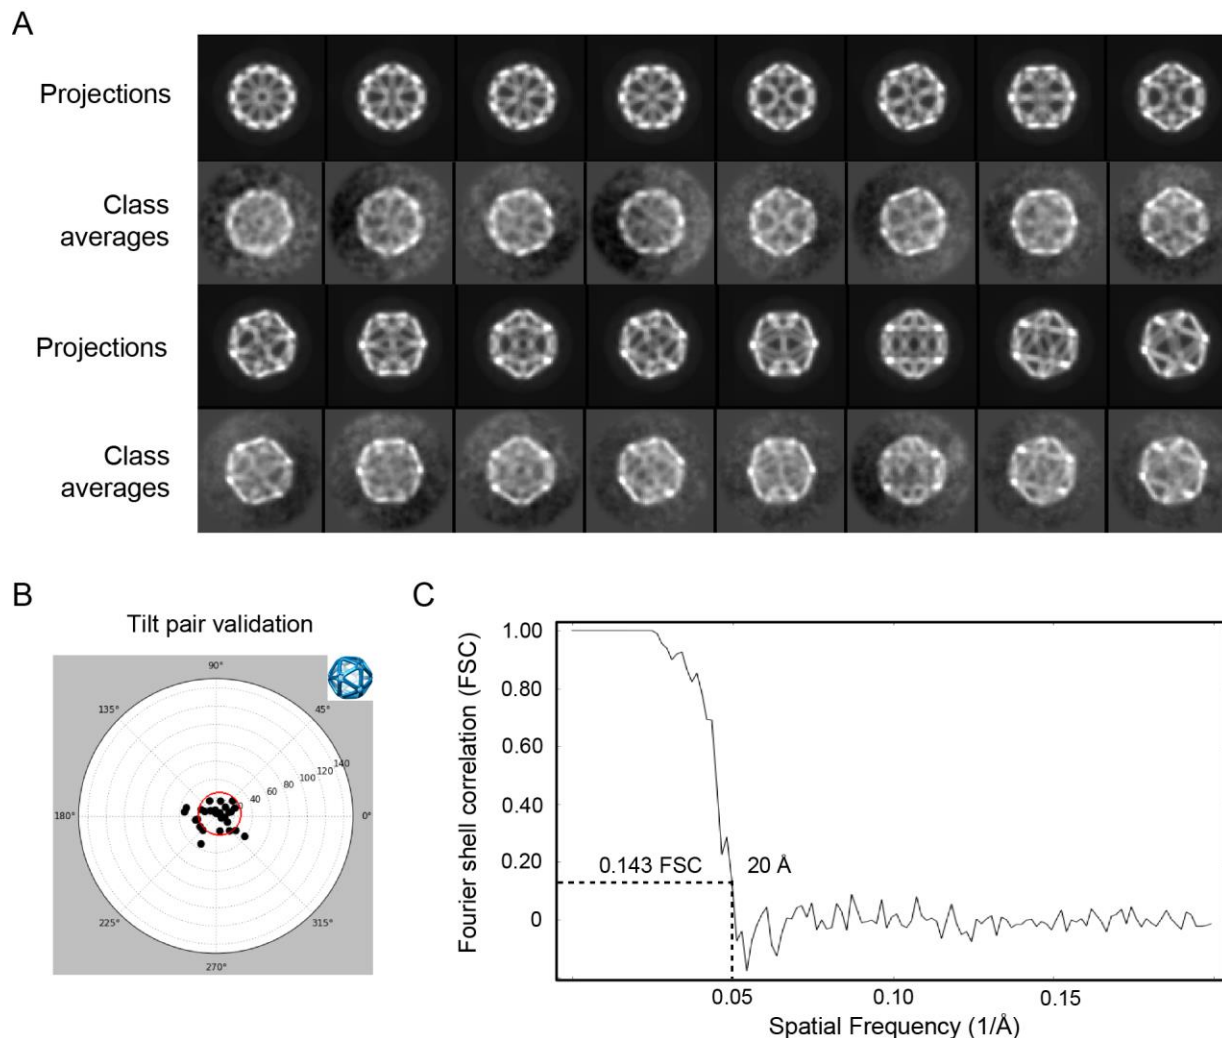 A
Projections
Class
averages
Projections
Class
averages
B
Tilt pair validation
90°
135°
45°
140
120
100
80
60
40
180°
0°
225°
315°
270°
C
Fourier shell correlation (FSC)
1.00
0.80
0.60
0.40
0.20
0
0.143 FSC
20 Å
0.05
0.10
0.15
Spatial Frequency (1/Å)